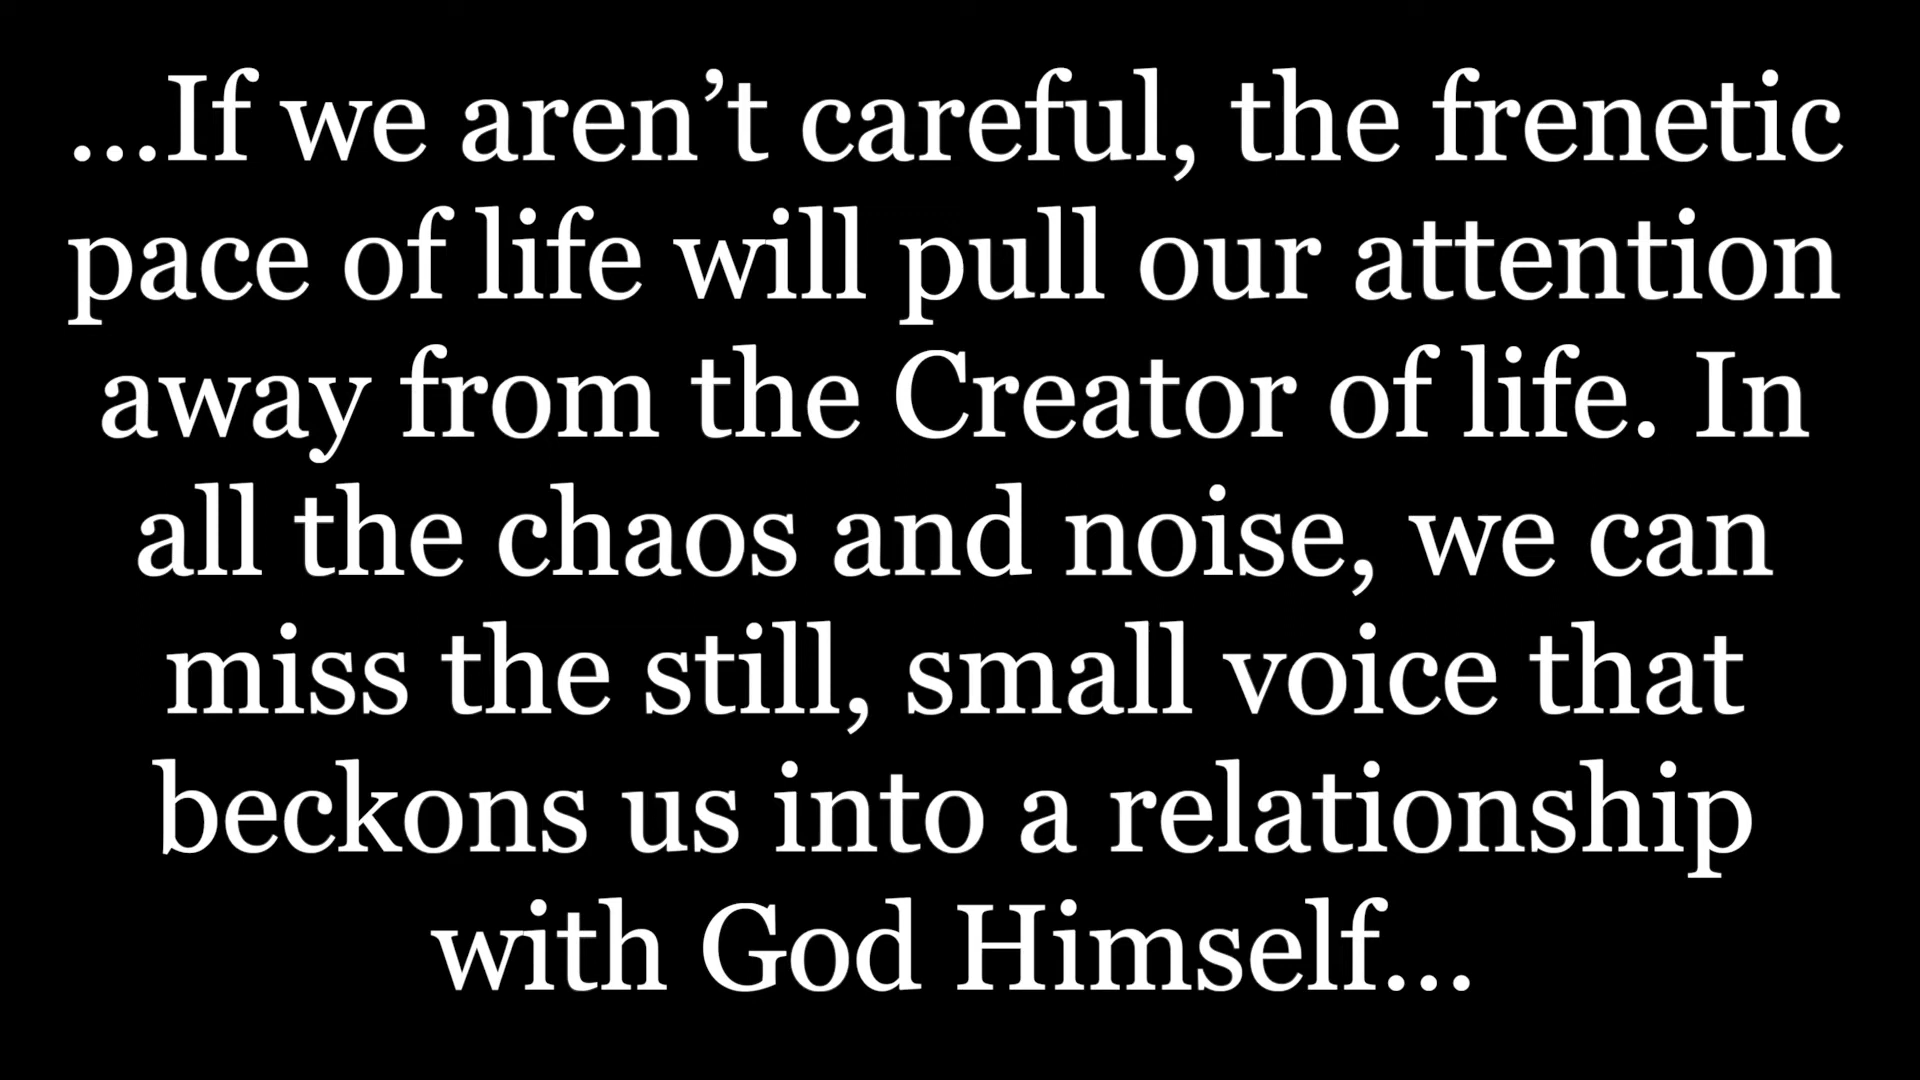 ...If we aren’t careful, the frenetic
pace of life will pull our attention
away from the Creator of life. In
all the chaos and noise, we can
miss the still, small voice that
beckons us into a relationship
with God Himself...